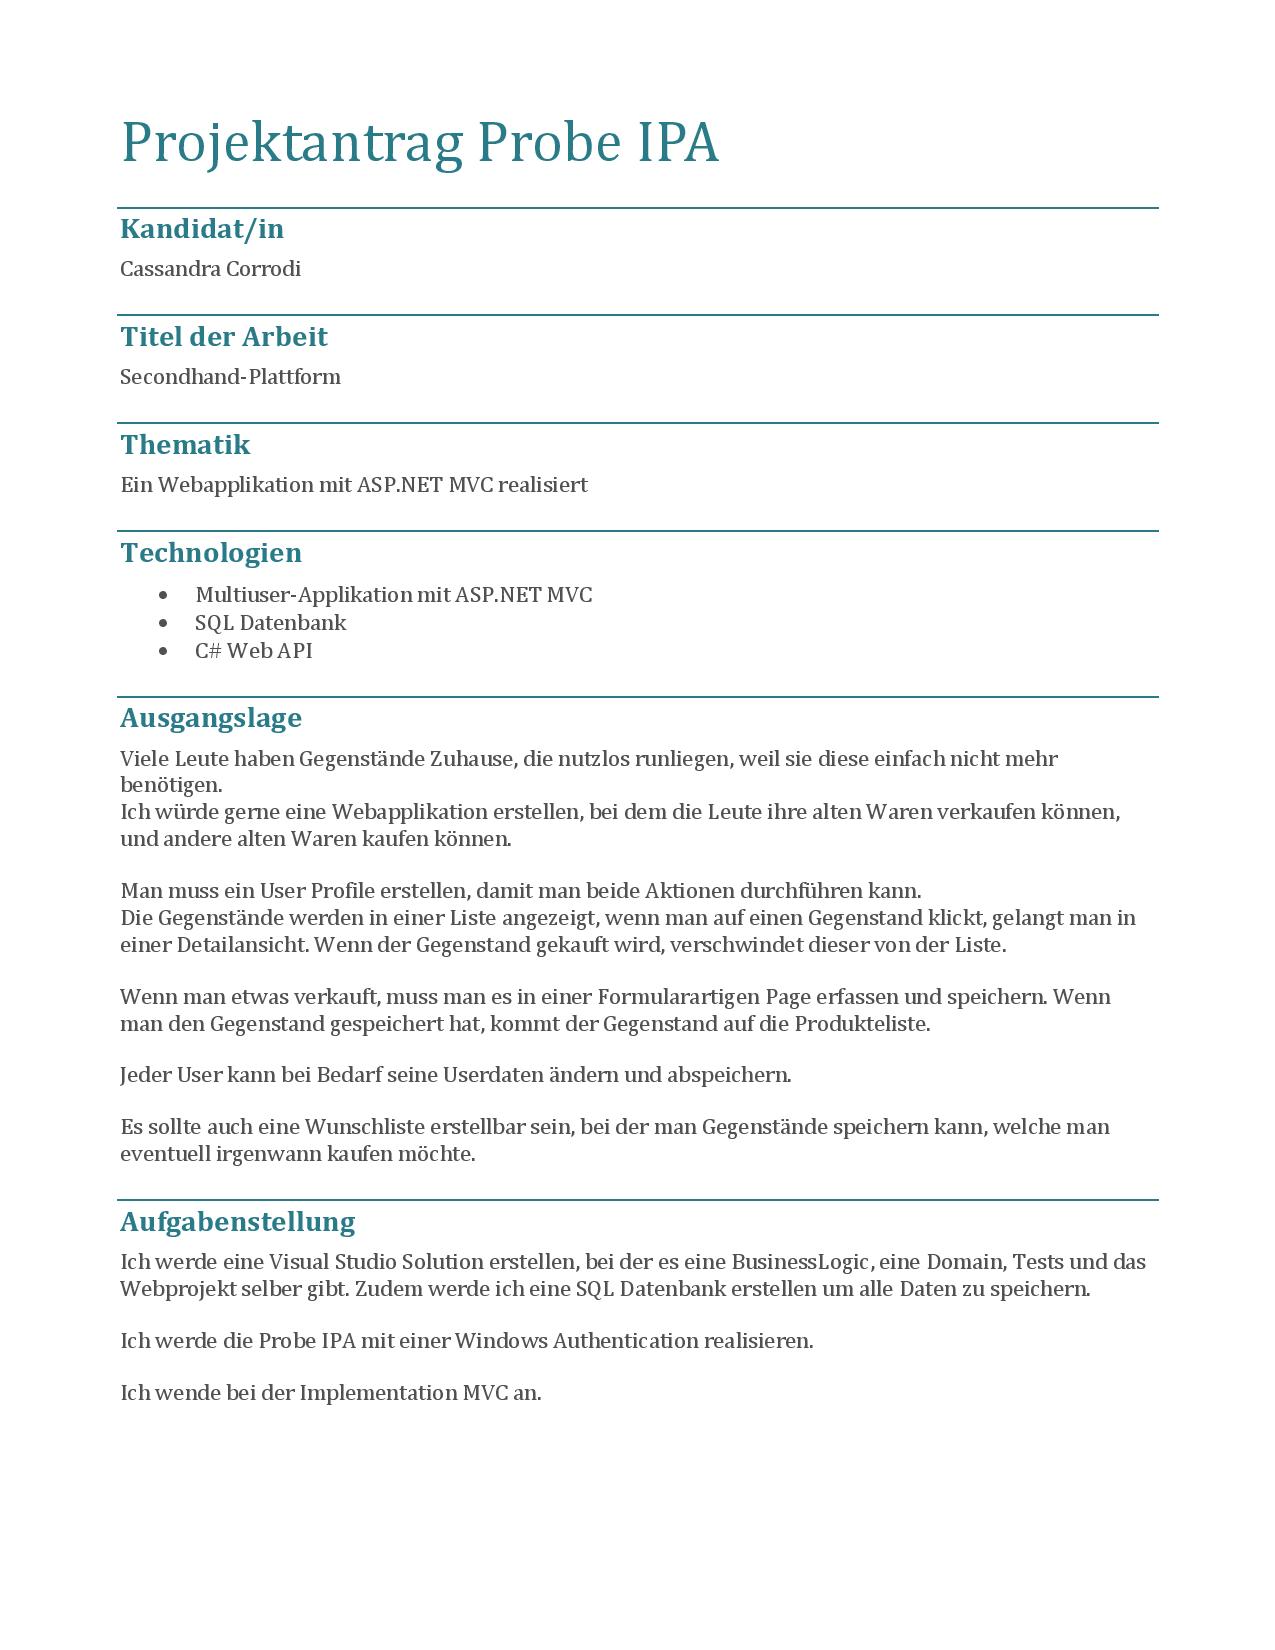 Projektantrag Probe IPA
Kandidat/in
Cassandra Corrodi
Titel der Arbeit
Secondhand-Plattform
Thematik
Ein Webapplikation mit ASP.NET MVC realisiert
Technologien
• Multiuser-Applikation mit ASP.NET MVC
• SQL Datenbank
• C# Web API
Ausgangslage
Viele Leute haben Gegenstände Zuhause, die nutzlos runliegen, weil sie diese einfach nicht mehr
benötigen.
Ich würde gerne eine Webapplikation erstellen, bei dem die Leute ihre alten Waren verkaufen können,
und andere alten Waren kaufen können.
Man muss ein User Profile erstellen, damit man beide Aktionen durchführen kann.
Die Gegenstände werden in einer Liste angezeigt, wenn man auf einen Gegenstand klickt, gelangt man in
einer Detailansicht. Wenn der Gegenstand gekauft wird, verschwindet dieser von der Liste.
Wenn man etwas verkauft, muss man es in einer Formularartigen Page erfassen und speichern. Wenn
man den Gegenstand gespeichert hat, kommt der Gegenstand auf die Produkteliste.
Jeder User kann bei Bedarf seine Userdaten ändern und abspeichern.
Es sollte auch eine Wunschliste erstellbar sein, bei der man Gegenstände speichern kann, welche man
eventuell irgenwann kaufen möchte.
Aufgabenstellung
Ich werde eine Visual Studio Solution erstellen, bei der es eine BusinessLogic, eine Domain, Tests und das
Webprojekt selber gibt. Zudem werde ich eine SQL Datenbank erstellen um alle Daten zu speichern.
Ich werde die Probe IPA mit einer Windows Authentication realisieren.
Ich wende bei der Implementation MVC an.